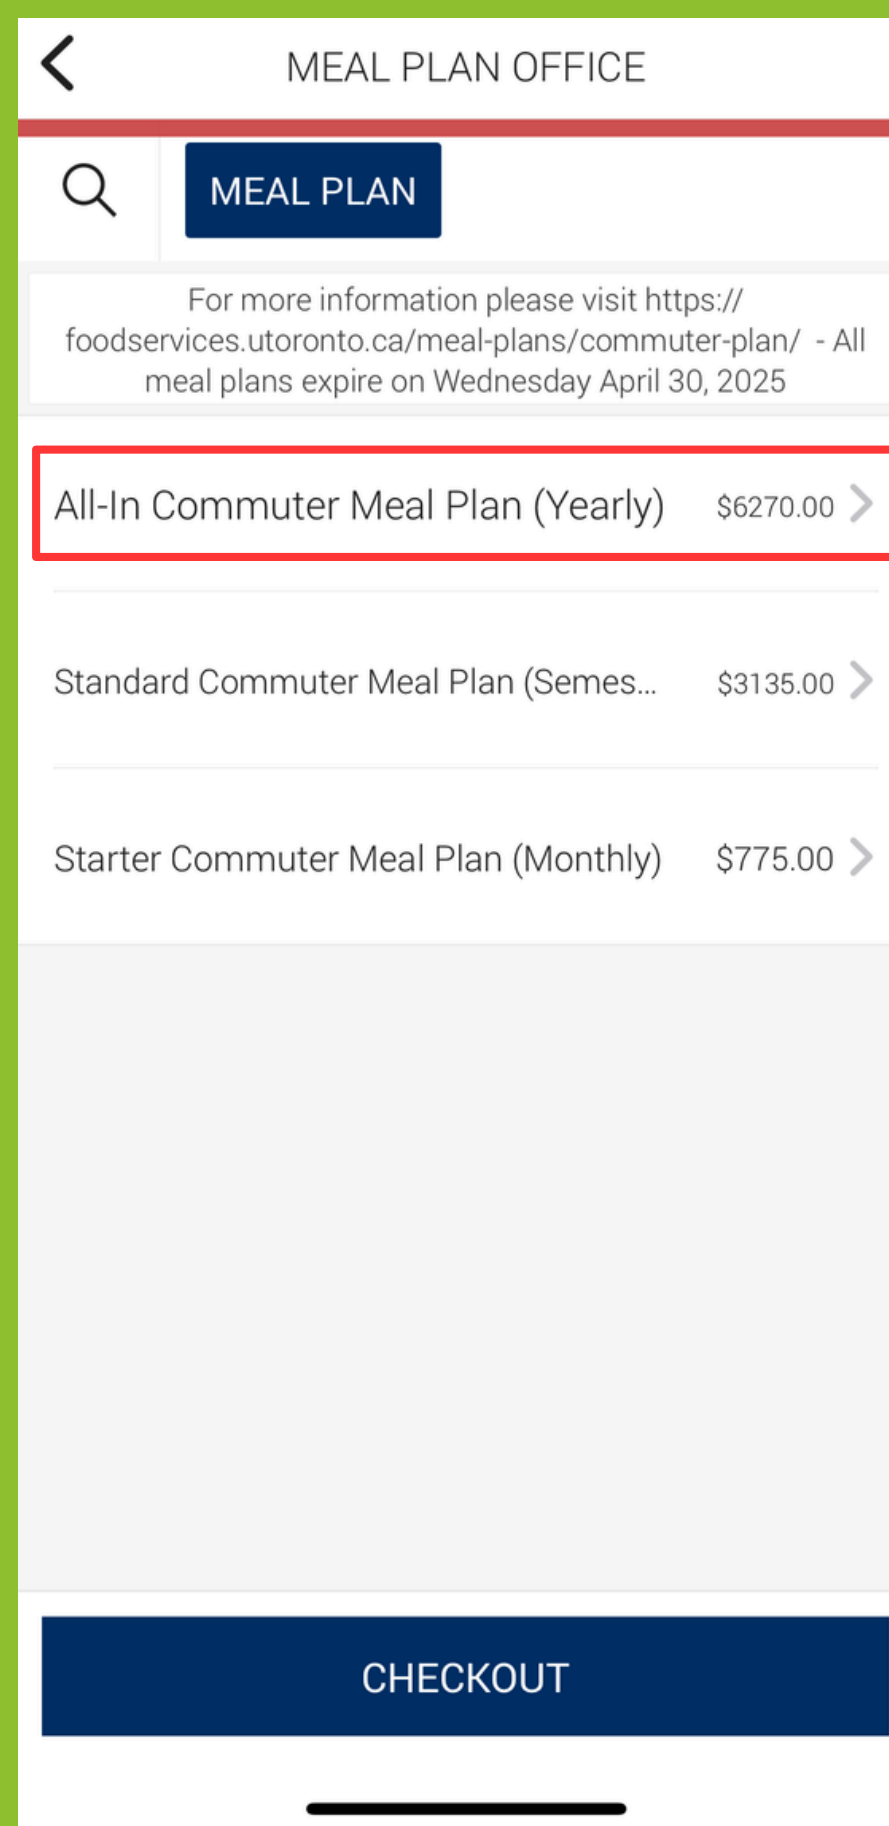 MEAL PLAN OFFICE
MEAL PLAN
For more information please visit https://
foodservices.utoronto.ca/meal-plans/commuter-plan/ - All
meal plans expire on Wednesday April 30, 2025
All-In Commuter Meal Plan (Yearly) $6270.00
Standard Commuter Meal Plan (Semes... $3135.00
Starter Commuter Meal Plan (Monthly) $775.00
CHECKOUT